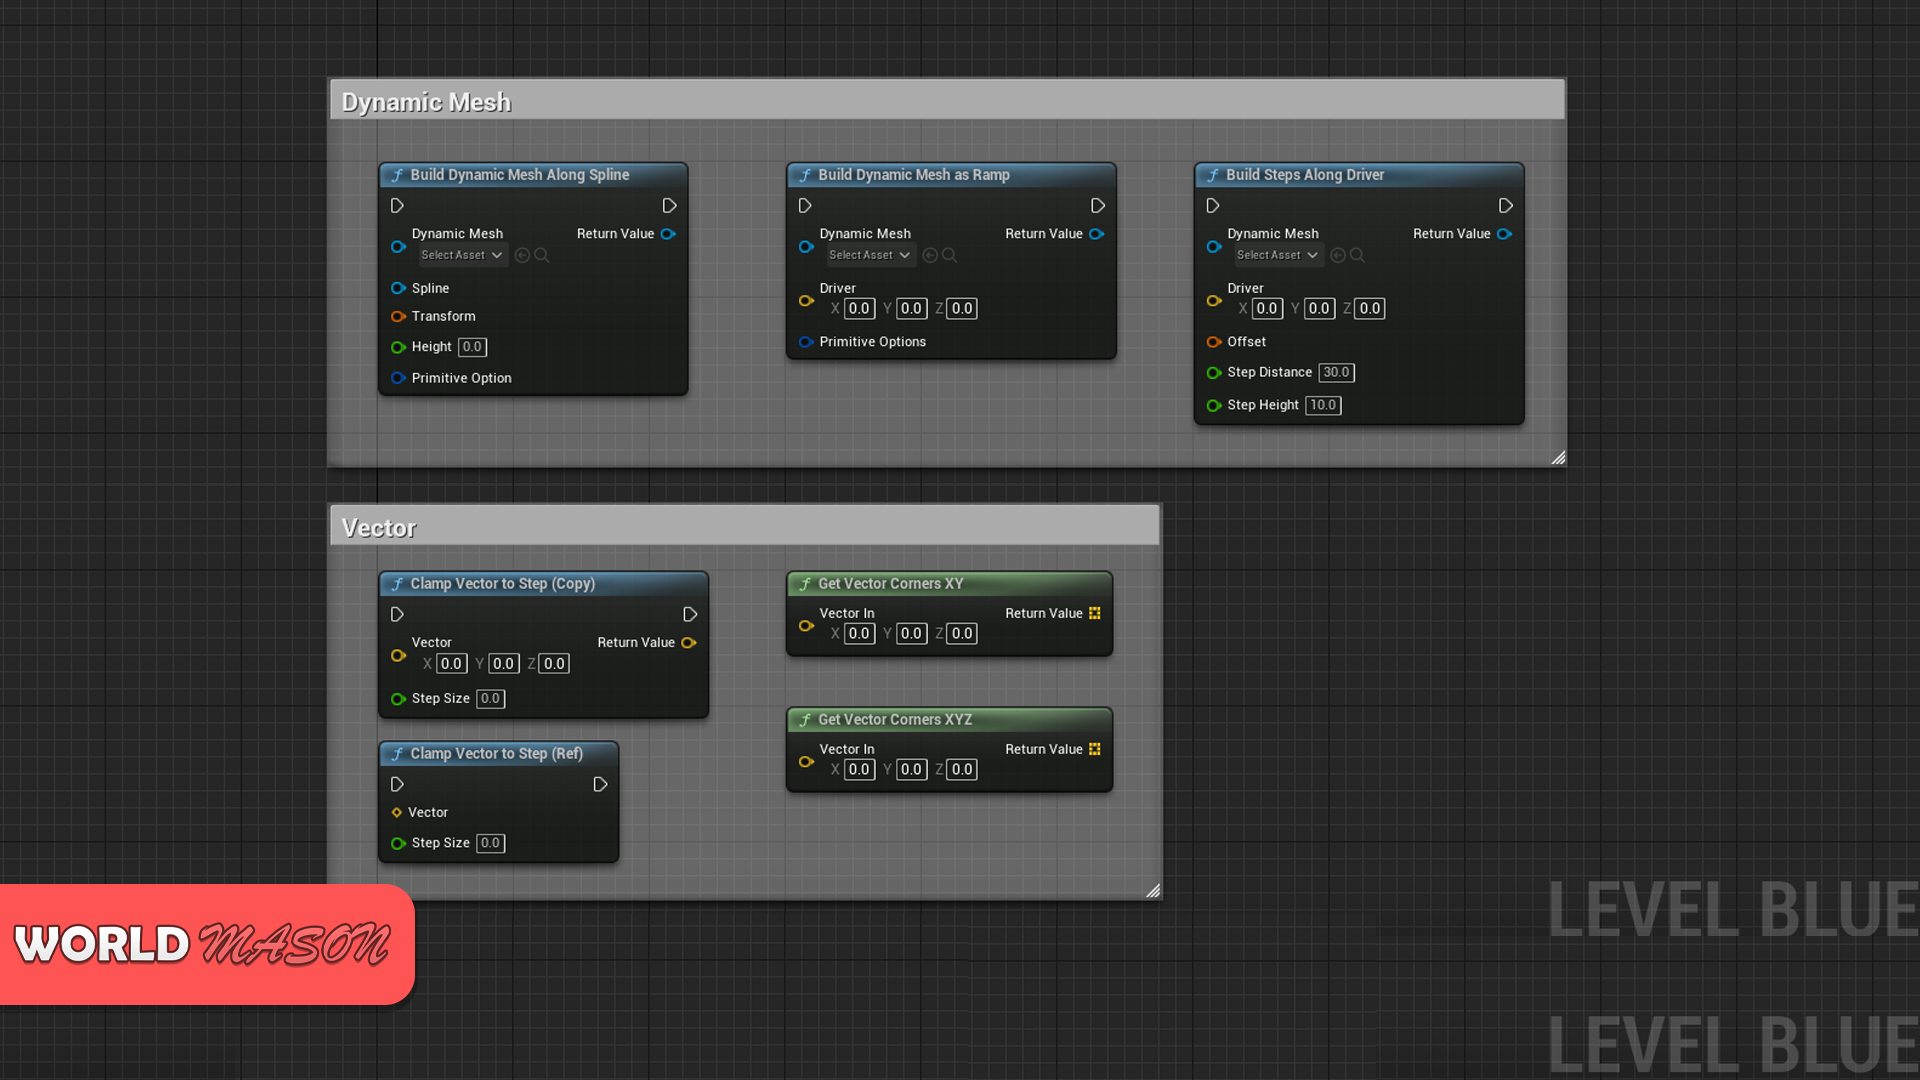 Dynamic Mesh
Build Dynamic Mesh Along Spline
Dynamic Mesh
Return Value
Select Asset
Spline
Transform
Height 0.0
Primitive Option
Build Dynamic Mesh as Ramp
Dynamic Mesh
Return Value
Select Asset
Driver
X 0.0 Y 0.0 Z 0.0
Primitive Options
Build Steps Along Driver
Dynamic Mesh
Return Value
Select Asset
Driver
X 0.0 Y 0.0 Z 0.0
Offset
Step Distance 30.0
Step Height 10.0
Vector
Clamp Vector to Step (Copy)
Vector
Return Value
X 0.0 Y 0.0 Z 0.0
Step Size 0.0
Clamp Vector to Step (Ref)
Vector
Step Size 0.0
Get Vector Corners XY
Vector In
Return Value
X 0.0 Y 0.0 Z 0.0
Get Vector Corners XYZ
Vector In
Return Value
X 0.0 Y 0.0 Z 0.0
WORLD MASON
LEVEL BLUE
LEVEL BLUE